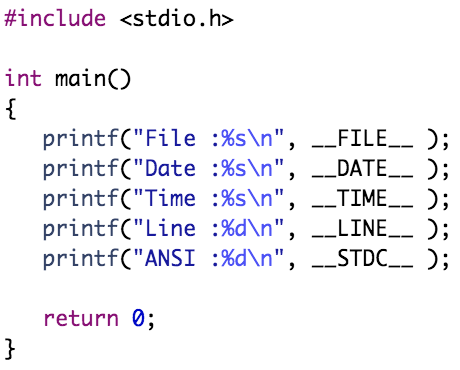 #include <stdio.h>

int main()
{
   printf("File :%s\n", __FILE__ );
   printf("Date :%s\n", __DATE__ );
   printf("Time :%s\n", __TIME__ );
   printf("Line :%d\n", __LINE__ );
   printf("ANSI :%d\n", __STDC__ );

   return 0;
}